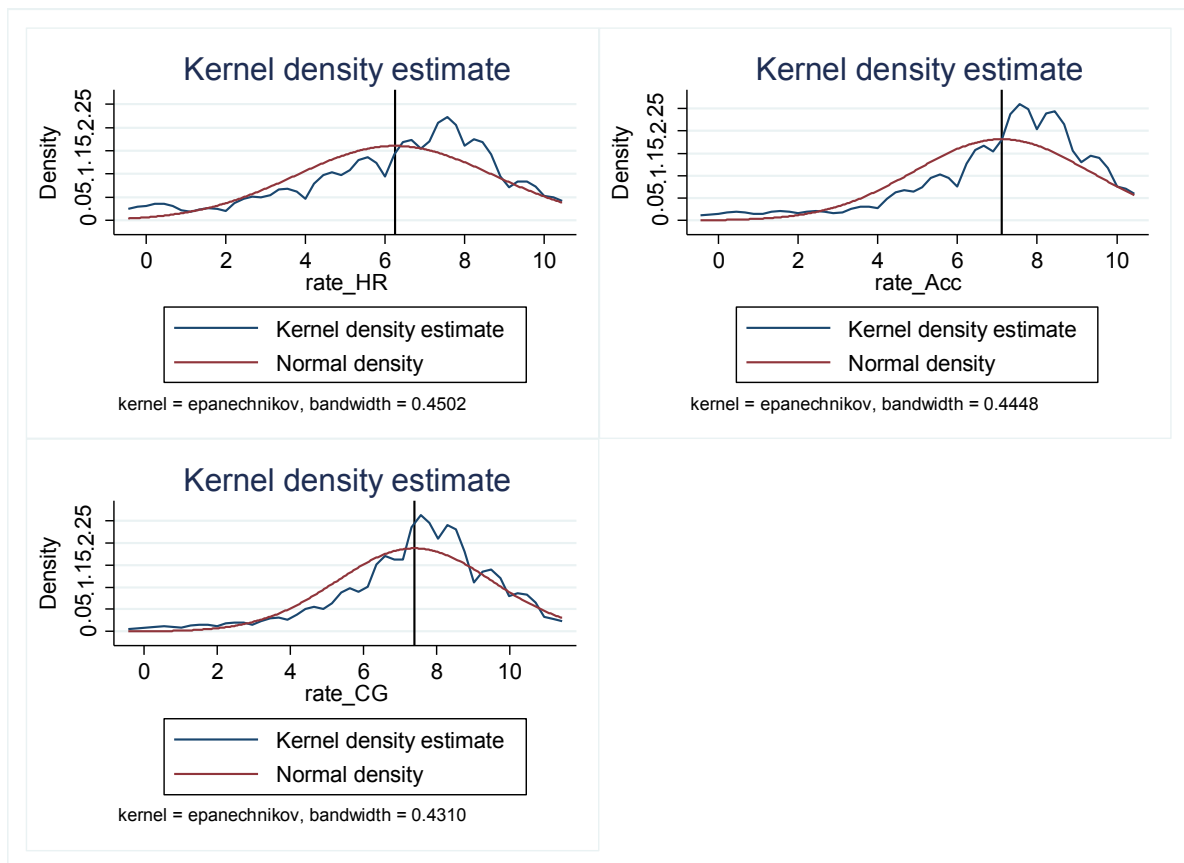 Kernel density estimate
Density
0 .05 .1 .15 .2 .25
0 2 4 6 8 10
rate_HR
Kernel density estimate
Normal density
kernel = epanechnikov, bandwidth = 0.4502
Kernel density estimate
Density
0 .05 .1 .15 .2 .25
0 2 4 6 8 10
rate_Acc
Kernel density estimate
Normal density
kernel = epanechnikov, bandwidth = 0.4448
Kernel density estimate
Density
0 .05 .1 .15 .2 .25
0 2 4 6 8 10
rate_CG
Kernel density estimate
Normal density
kernel = epanechnikov, bandwidth = 0.4310